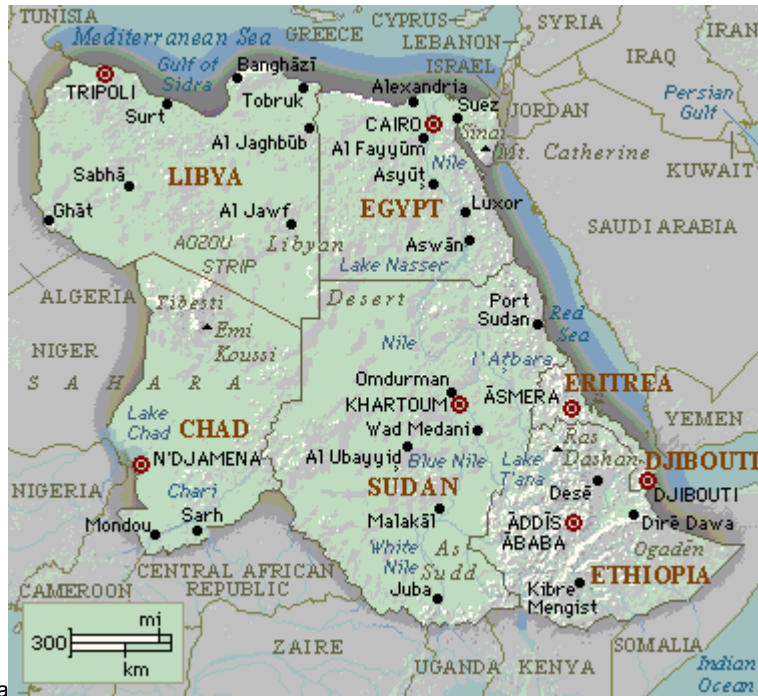 TUNISIA
Mediterranean Sea
GREECE
CYPRUS
LEBANON
SYRIA
IRAN
IRAQ
ISRAEL
Gulf of
Sidra
Banghāzī
Alexandria
TRIPOLI
Surt
Tobruk
Suez
JORDAN
Persian
Gulf
CAIRO
Sinai
Al Jaghbūb
Al Fayyūm
Mt. Catherine
Nile
KUWAIT
Sabhā
LIBYA
Asyūţ
EGYPT
Luxor
Ghāt
Al Jawf
SAUDI ARABIA
AOZOU
STRIP
Libyan
Aswān
Lake Nasser
ALGERIA
Tibesti
Desert
Port
Sudan
Red
Sea
Emi
Koussi
Nile
l'Aţbara
NIGER
SAHARA
Omdurman
ERITREA
KHARTOUM
ĀSMERA
Lake
Chad
CHAD
Wad Medani
YEMEN
N'DJAMENA
Al Ubayyiḑ
Blue Nile
Lake
T'ana
Ras
Dashan
DJIBOUTI
NIGERIA
Chari
SUDAN
Desē
DJIBOUTI
Mondou
Sarh
Malakāl
ĀDDĪS
ĀBABA
Dirē Dawa
White
Nile
As
Sudd
Ogadēn
CENTRAL AFRICAN
REPUBLIC
ETHIOPIA
CAMEROON
Juba
Kibre
Mengist
mi
300
km
ZAIRE
UGANDA
KENYA
SOMALIA
Indian
Ocean
a